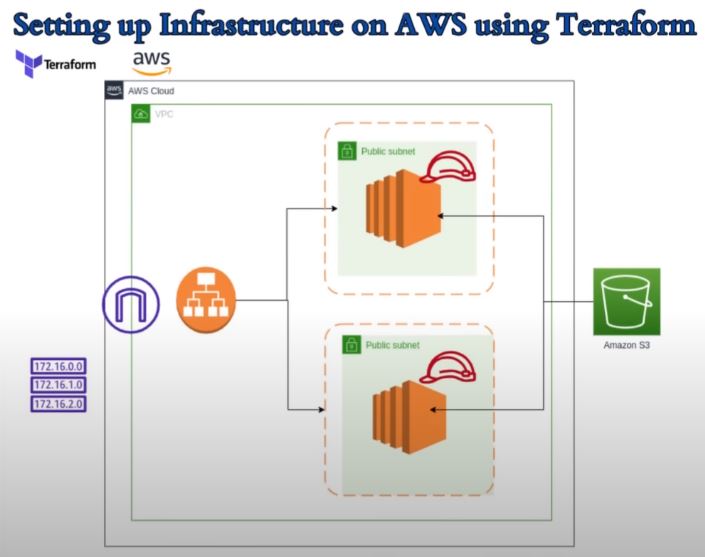 Setting up Infrastructure on AWS using Terraform
Terraform
aws
aws
AWS Cloud
VPC
Public subnet
172.16.0.0
172.16.1.0
172.16.2.0
Public subnet
Amazon S3